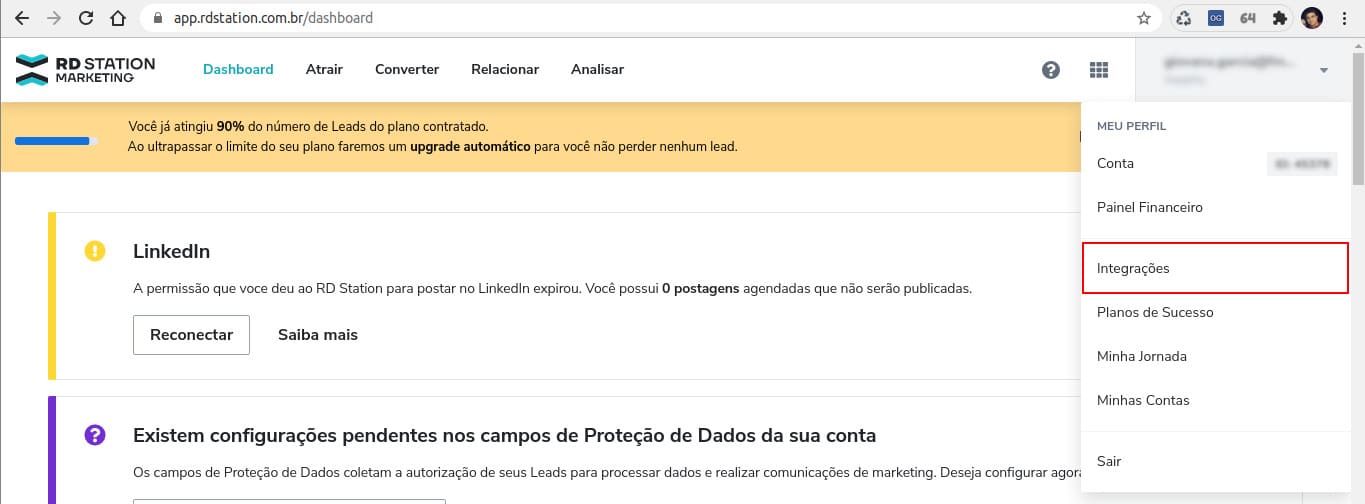 app.rdstation.com.br/dashboard
OG
64
RD STATION
MARKETING
Dashboard
Atrair
Converter
Relacionar
Analisar
Você já atingiu 90% do número de Leads do plano contratado.
Ao ultrapassar o limite do seu plano faremos um upgrade automático para você não perder nenhum lead.
MEU PERFIL
Conta
Painel Financeiro
Integrações
Planos de Sucesso
Minha Jornada
Minhas Contas
Sair
LinkedIn
A permissão que voce deu ao RD Station para postar no LinkedIn expirou. Você possui 0 postagens agendadas que não serão publicadas.
Reconectar
Saiba mais
Existem configurações pendentes nos campos de Proteção de Dados da sua conta
Os campos de Proteção de Dados coletam a autorização de seus Leads para processar dados e realizar comunicações de marketing. Deseja configurar agora